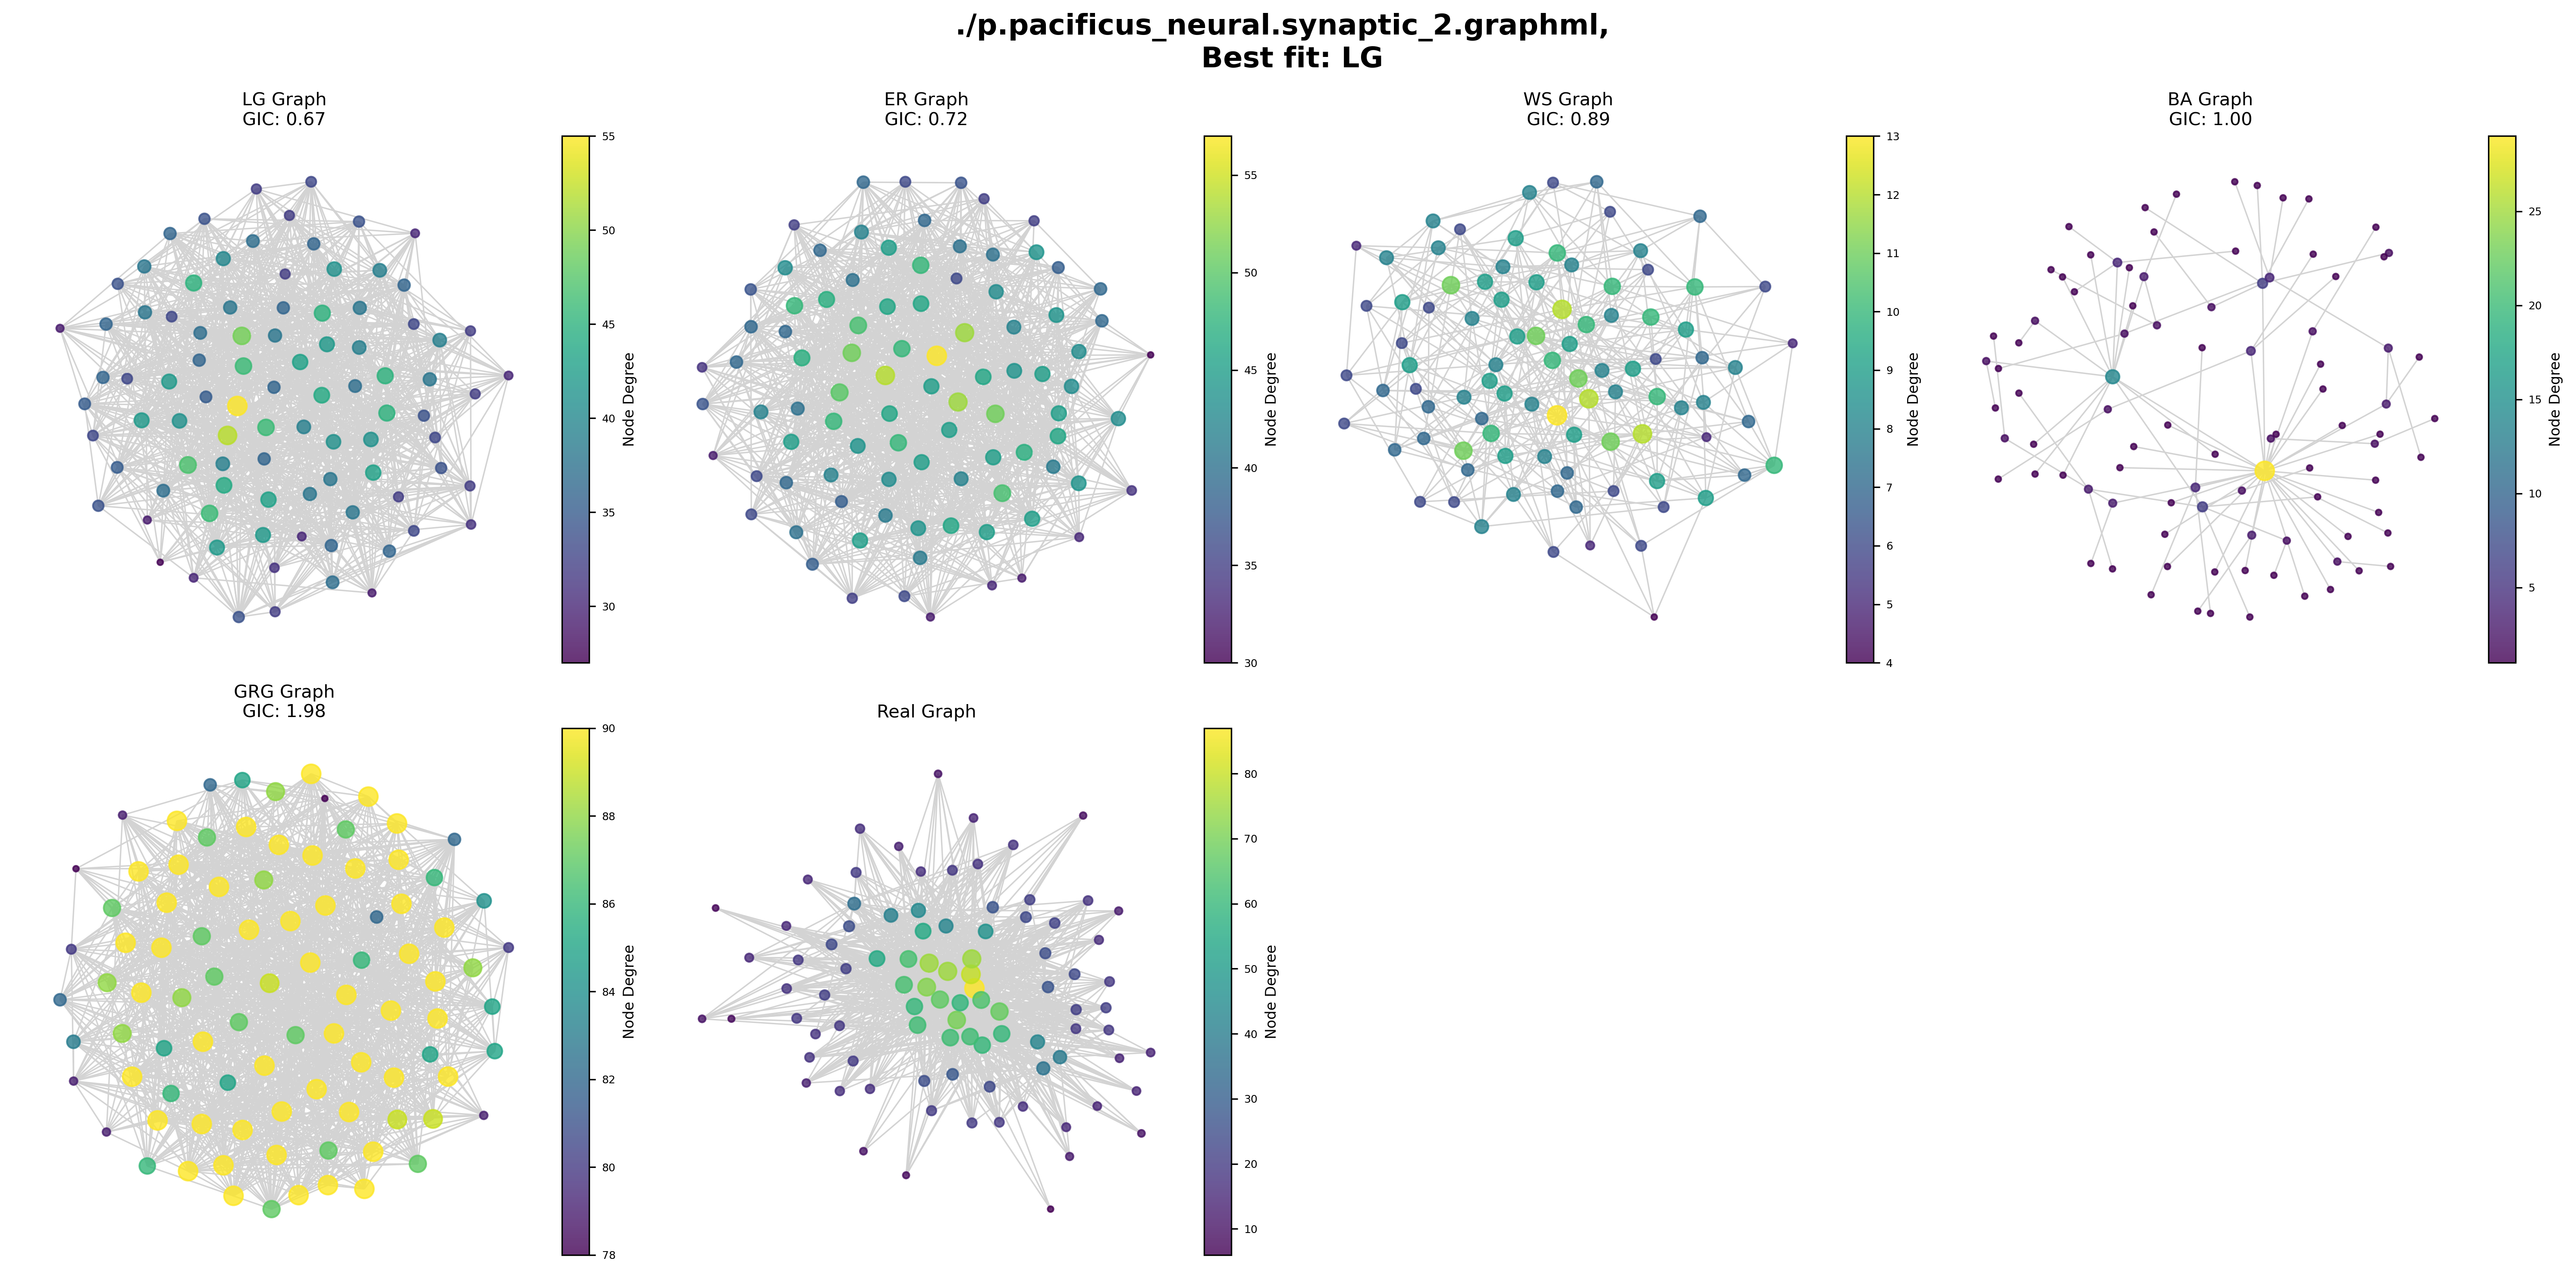 ./p.pacificus_neural.synaptic_2.graphml,
Best fit: LG
LG Graph
GIC: 0.67
55
50
45
40
35
30
Node Degree
ER Graph
GIC: 0.72
55
50
45
40
35
30
Node Degree
WS Graph
GIC: 0.89
13
12
11
10
9
8
7
6
5
4
Node Degree
BA Graph
GIC: 1.00
25
20
15
10
5
Node Degree
GRG Graph
GIC: 1.98
90
88
86
84
82
80
78
Node Degree
Real Graph
80
70
60
50
40
30
20
10
Node Degree